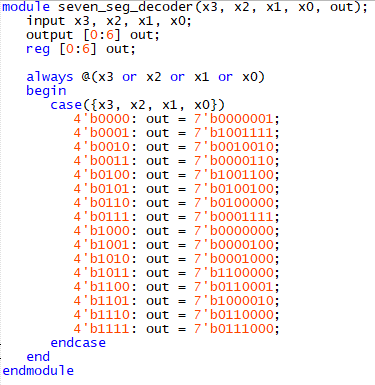 module seven_seg_decoder(x3, x2, x1, x0, out);
input x3, x2, x1, x0;
output [0:6] out;
reg [0:6] out;
always @(x3 or x2 or x1 or x0)
begin
case({x3, x2, x1, x0})
4'b0000: out = 7'b0000001;
4'b0001: out = 7'b1001111;
4'b0010: out = 7'b0010010;
4'b0011: out = 7'b0000110;
4'b0100: out = 7'b1001100;
4'b0101: out = 7'b0100100;
4'b0110: out = 7'b0100000;
4'b0111: out = 7'b0001111;
4'b1000: out = 7'b0000000;
4'b1001: out = 7'b0000100;
4'b1010: out = 7'b0001000;
4'b1011: out = 7'b1100000;
4'b1100: out = 7'b0110001;
4'b1101: out = 7'b1000010;
4'b1110: out = 7'b0110000;
4'b1111: out = 7'b0111000;
endcase
end
endmodule